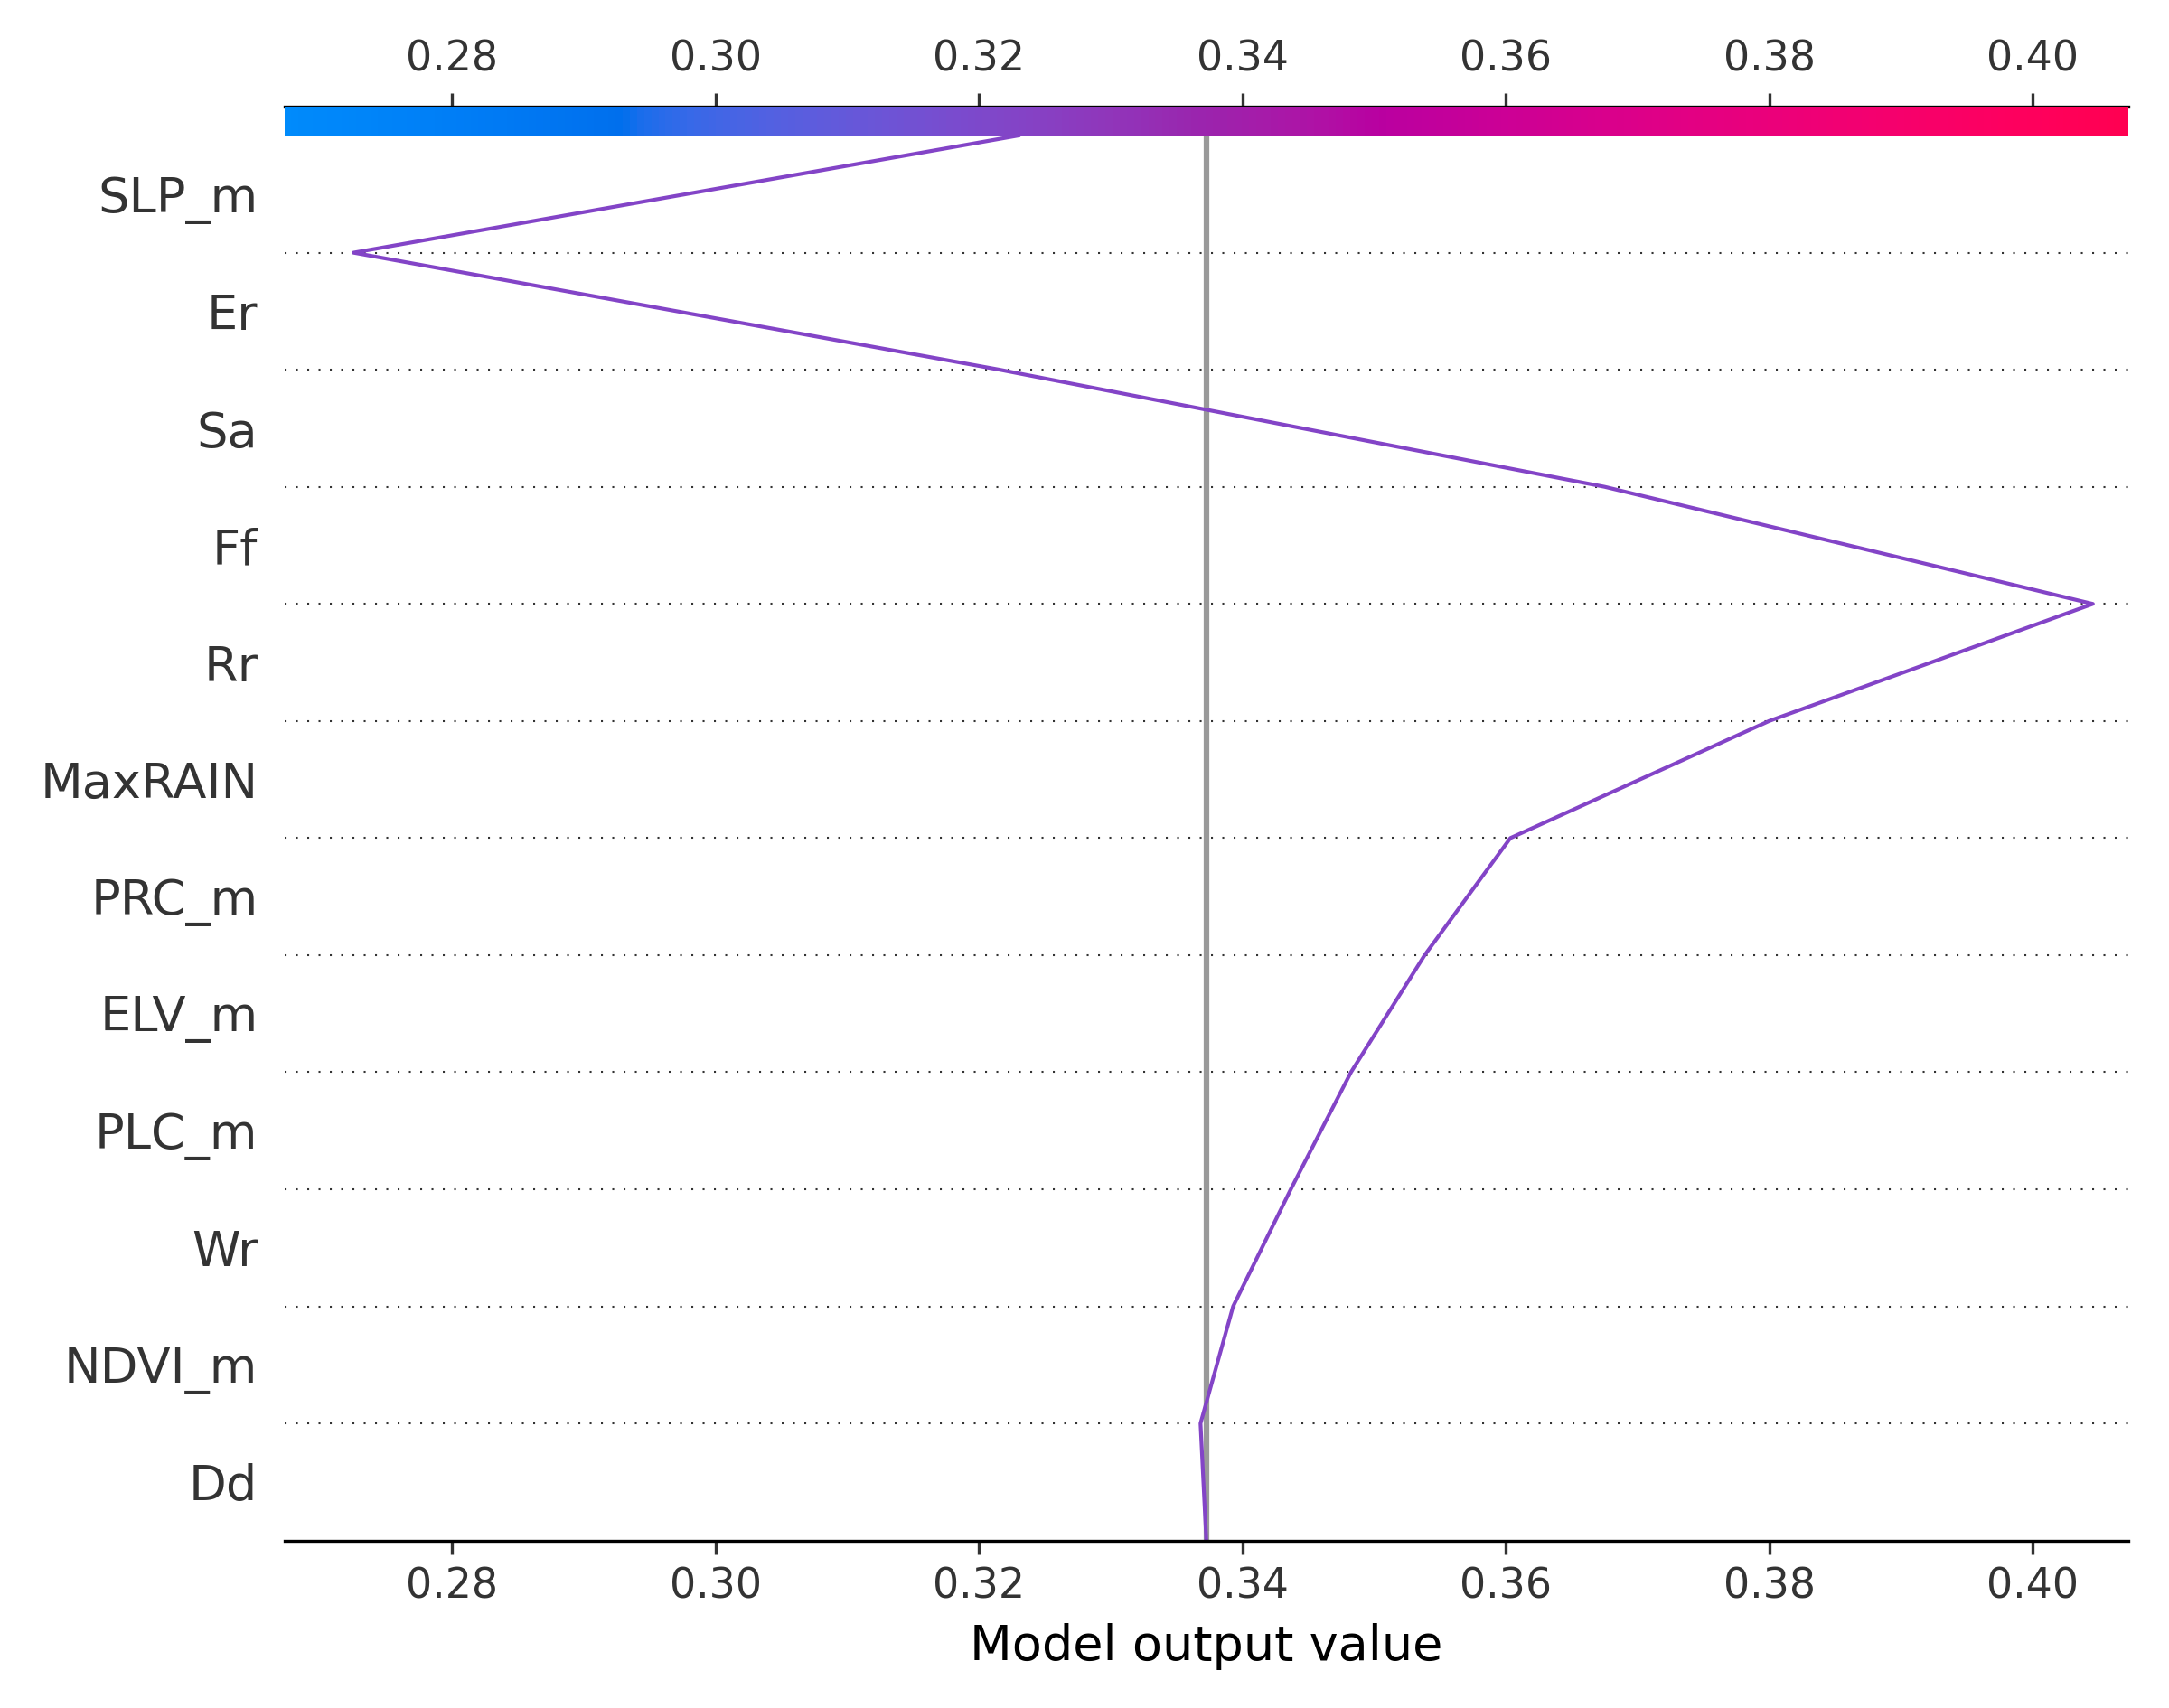 0.28 0.30 0.32 0.34 0.36 0.38 0.40
SLP_m
Er
Sa
Ff
Rr
MaxRAIN
PRC_m
ELV_m
PLC_m
Wr
NDVI_m
Dd
0.28 0.30 0.32 0.34 0.36 0.38 0.40
Model output value